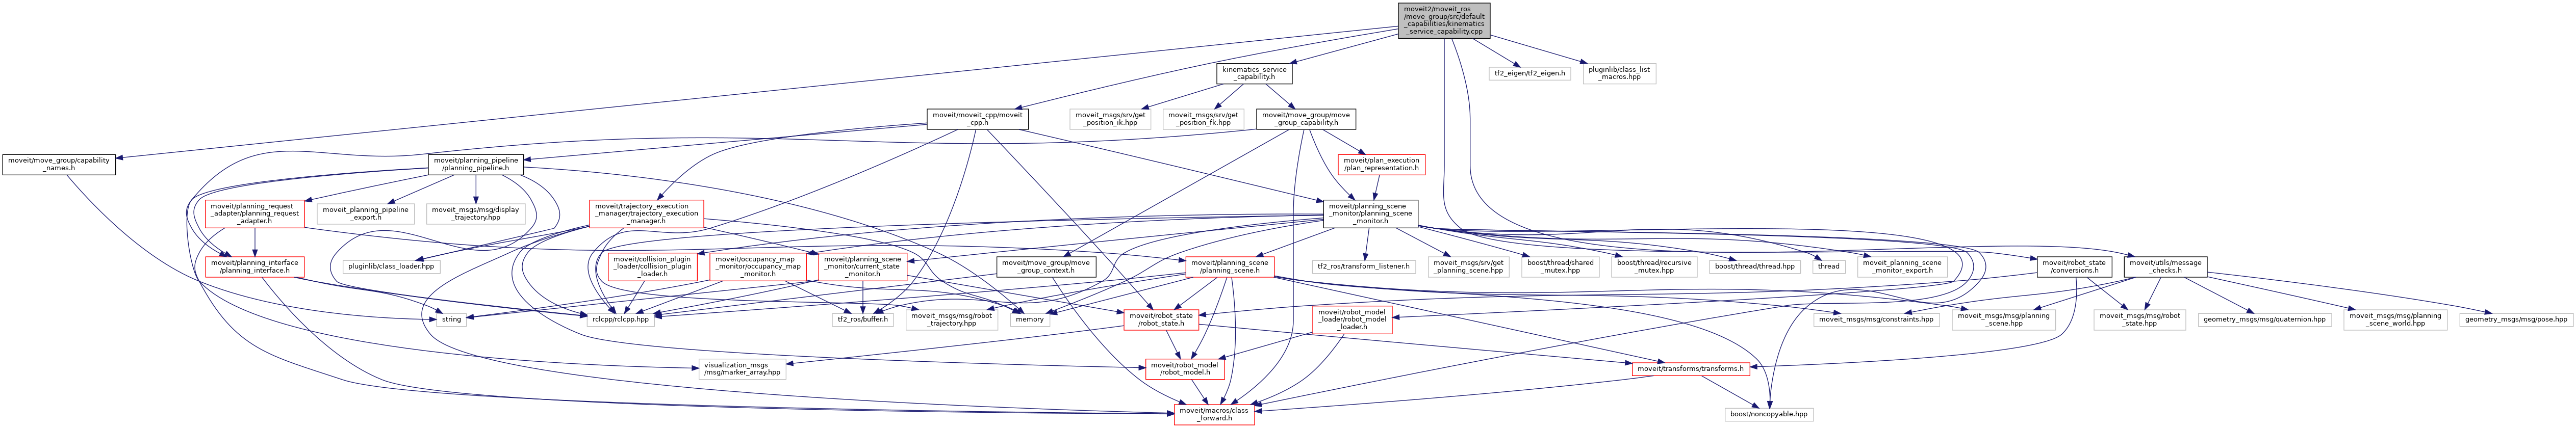 moveit2/moveit_ros
/move_group/src/default
_capabilities/kinematics
_service_capability.cpp
kinematics_service
_capability.h
tf2_eigen/tf2_eigen.h
pluginlib/class_list
_macros.hpp
moveit/moveit_cpp/moveit
_cpp.h
moveit_msgs/srv/get
_position_ik.hpp
moveit_msgs/srv/get
_position_fk.hpp
moveit/move_group/move
_group_capability.h
moveit/move_group/capability
_names.h
moveit/planning_pipeline
/planning_pipeline.h
moveit/plan_execution
/plan_representation.h
moveit/planning_request
_adapter/planning_request
_adapter.h
moveit_planning_pipeline
_export.h
moveit_msgs/msg/display
_trajectory.hpp
moveit/trajectory_execution
_manager/trajectory_execution
_manager.h
moveit/planning_scene
_monitor/planning_scene
_monitor.h
moveit/planning_interface
/planning_interface.h
pluginlib/class_loader.hpp
moveit/collision_plugin
_loader/collision_plugin
_loader.h
moveit/occupancy_map
_monitor/occupancy_map
_monitor.h
moveit/planning_scene
_monitor/current_state
_monitor.h
moveit/move_group/move
_group_context.h
moveit/planning_scene
/planning_scene.h
tf2_ros/transform_listener.h
moveit_msgs/srv/get
_planning_scene.hpp
boost/thread/shared
_mutex.hpp
boost/thread/recursive
_mutex.hpp
boost/thread/thread.hpp
thread
moveit_planning_scene
_monitor_export.h
moveit/robot_state
/conversions.h
moveit/utils/message
_checks.h
string
rclcpp/rclcpp.hpp
tf2_ros/buffer.h
moveit_msgs/msg/robot
_trajectory.hpp
memory
moveit/robot_state
/robot_state.h
moveit/robot_model
_loader/robot_model
_loader.h
moveit_msgs/msg/constraints.hpp
moveit_msgs/msg/planning
_scene.hpp
moveit_msgs/msg/robot
_state.hpp
geometry_msgs/msg/quaternion.hpp
moveit_msgs/msg/planning
_scene_world.hpp
geometry_msgs/msg/pose.hpp
visualization_msgs
/msg/marker_array.hpp
moveit/robot_model
/robot_model.h
moveit/transforms/transforms.h
moveit/macros/class
_forward.h
boost/noncopyable.hpp